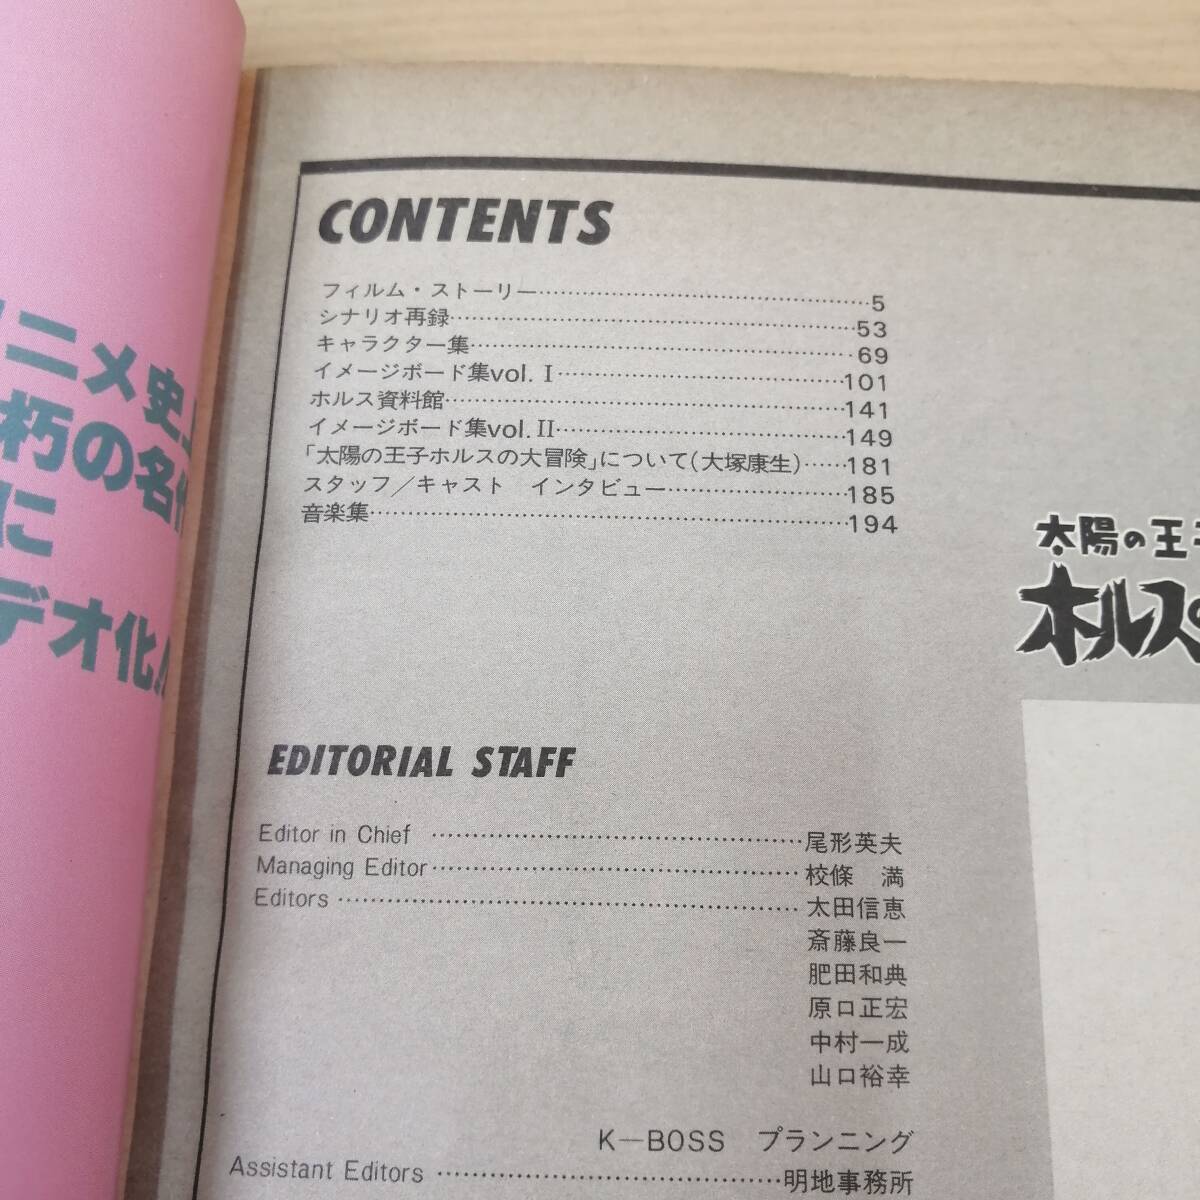 ニメ史
朽の名
に
デオ化!
CONTENTS
フィルム・ストーリー……………………………5
シナリオ再録……………………………………53
キャラクター集…………………………………69
イメージボード集vol. I…………………………101
ホルス資料館……………………………………141
イメージボード集vol. II…………………………149
「太陽の王子ホルスの大冒険」について(大塚康生)……181
スタッフ／キャスト　インタビュー………………185
音楽集……………………………………………194
太陽の王
ホルス
EDITORIAL STAFF
Editor in Chief ……………………………尾形英夫
Managing Editor……………………………校條　満
Editors ……………………………………太田信恵
斎藤良一
肥田和典
原口正宏
中村一成
山口裕幸
K—BOSS　プランニング
Assistant Editors ……………………………明地事務所